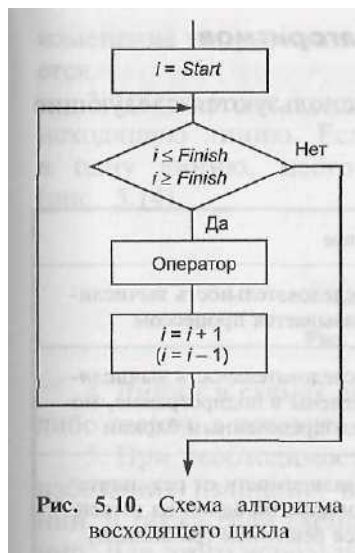 i = Start
i ≤ Finish
i ≥ Finish
Нет
Да
Оператор
i = i + 1
(i = i – 1)
Рис. 5.10. Схема алгоритма
восходящего цикла